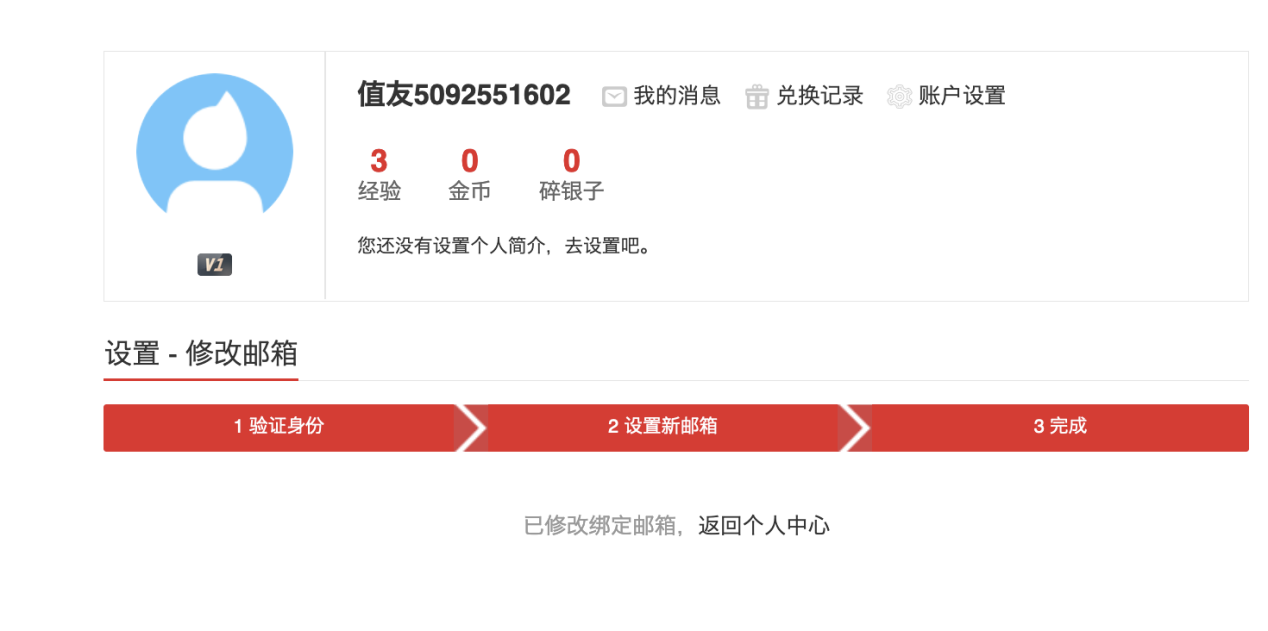 值友5092551602 我的消息 兑换记录 账户设置
3 0 0
经验 金币 碎银子
您还没有设置个人简介，去设置吧。
V1
设置 - 修改邮箱
1 验证身份 2 设置新邮箱 3 完成
已修改绑定邮箱，返回个人中心